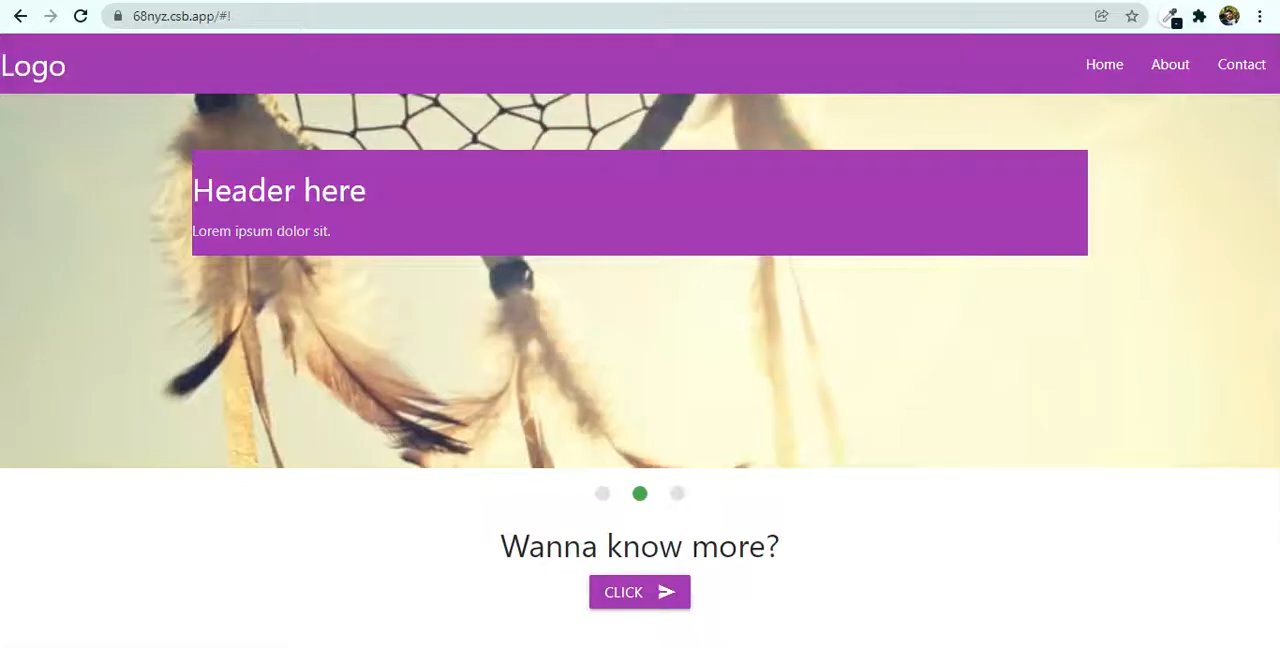 68nyz.csb.app/#!
Logo
Home About Contact
Header here
Lorem ipsum dolor sit.
Wanna know more?
CLICK